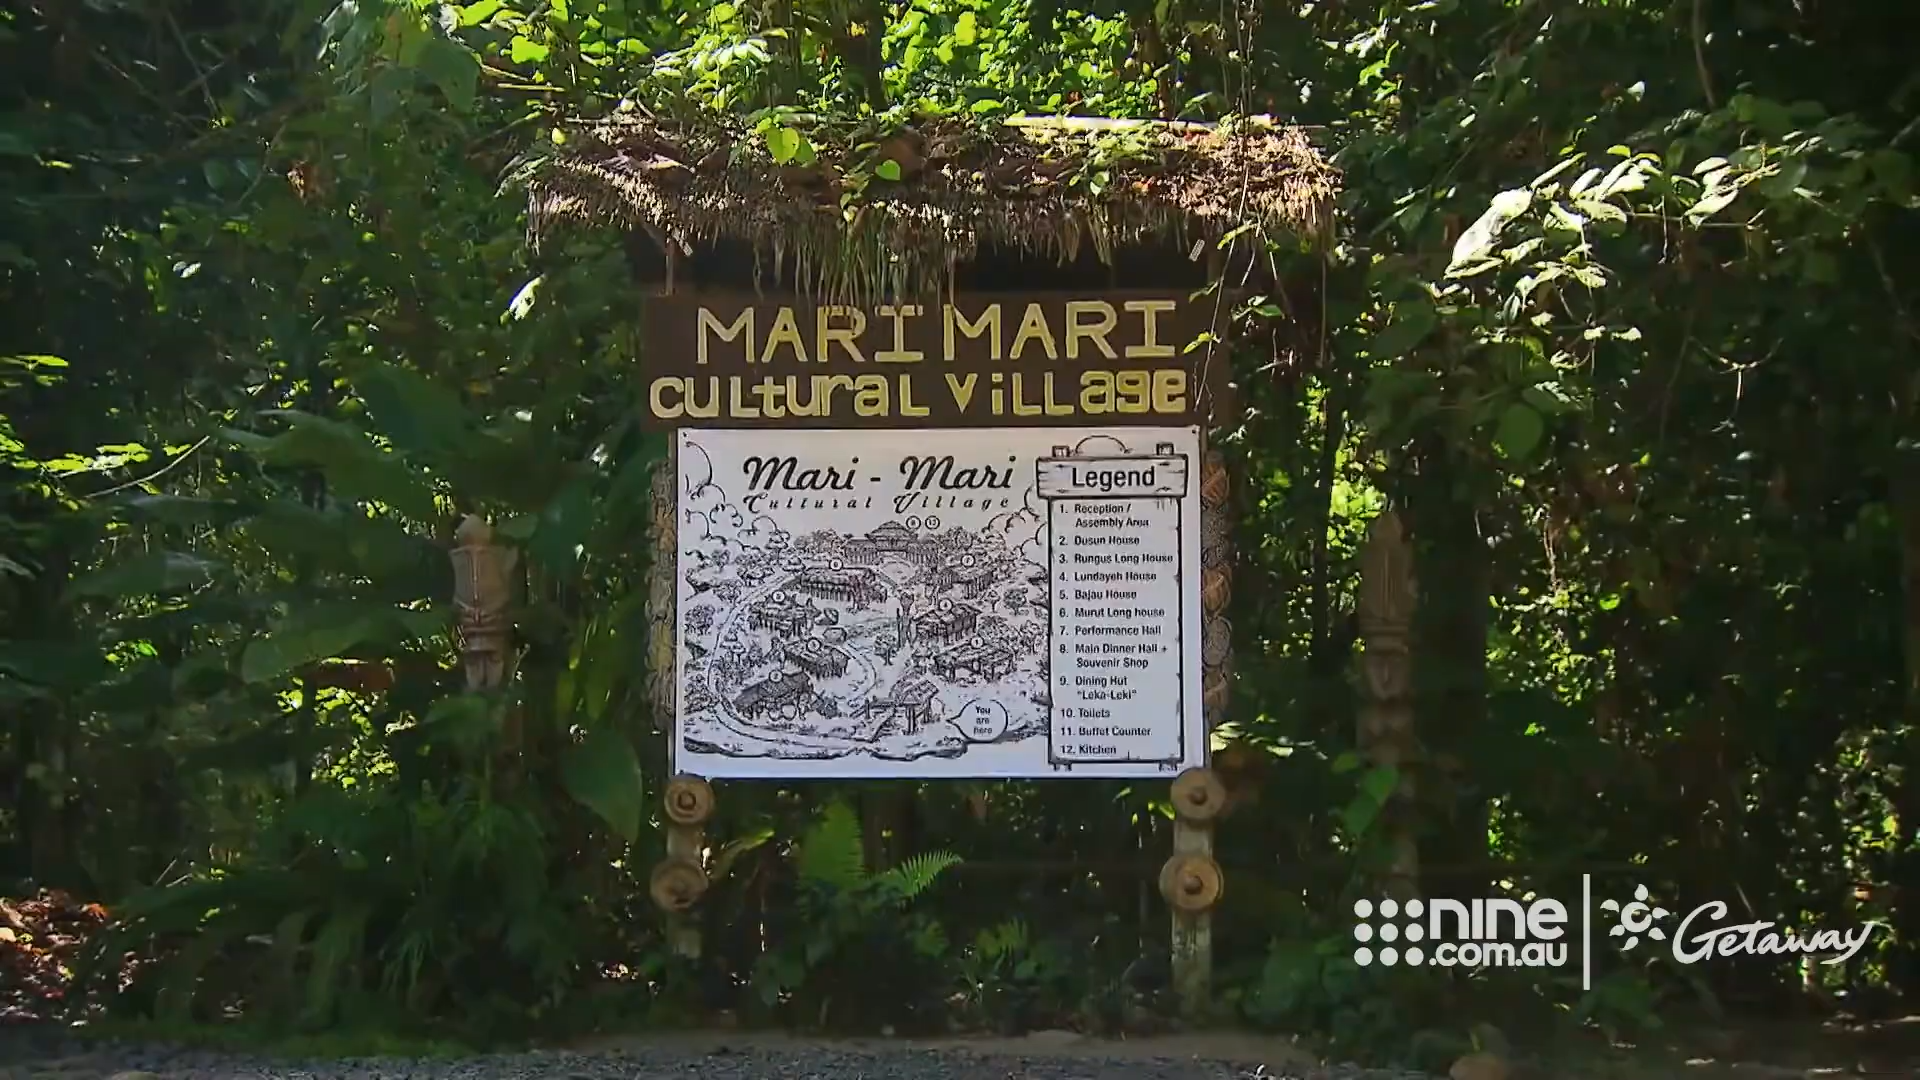 MARI MARI
CULTURAL VILLAGE
Mari - Mari
Cultural Village
Legend
1. Reception /
Assembly Area
2. Dusun House
3. Rungus Long House
4. Lundayeh House
5. Bajau House
6. Murut Long house
7. Performance Hall
8. Main Dinner Hall +
Souvenir Shop
9. Dining Hut
"Leka-Leki"
10. Toilets
11. Buffet Counter
12. Kitchen
You
are
here
nine
.com.au
Getaway